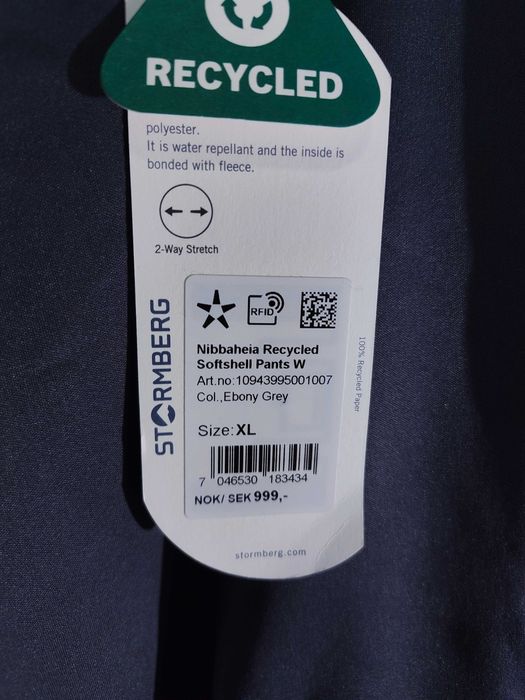 RECYCLED
polyester.
It is water repellant and the inside is
bonded with fleece.
2-Way Stretch
STORMBERG
RFID
Nibbaheia Recycled
Softshell Pants W
Art.no:10943995001007
Col.,Ebony Grey
Size:XL
7 046530 183434
NOK/ SEK 999,-
100% Recycled Paper
stormberg.com